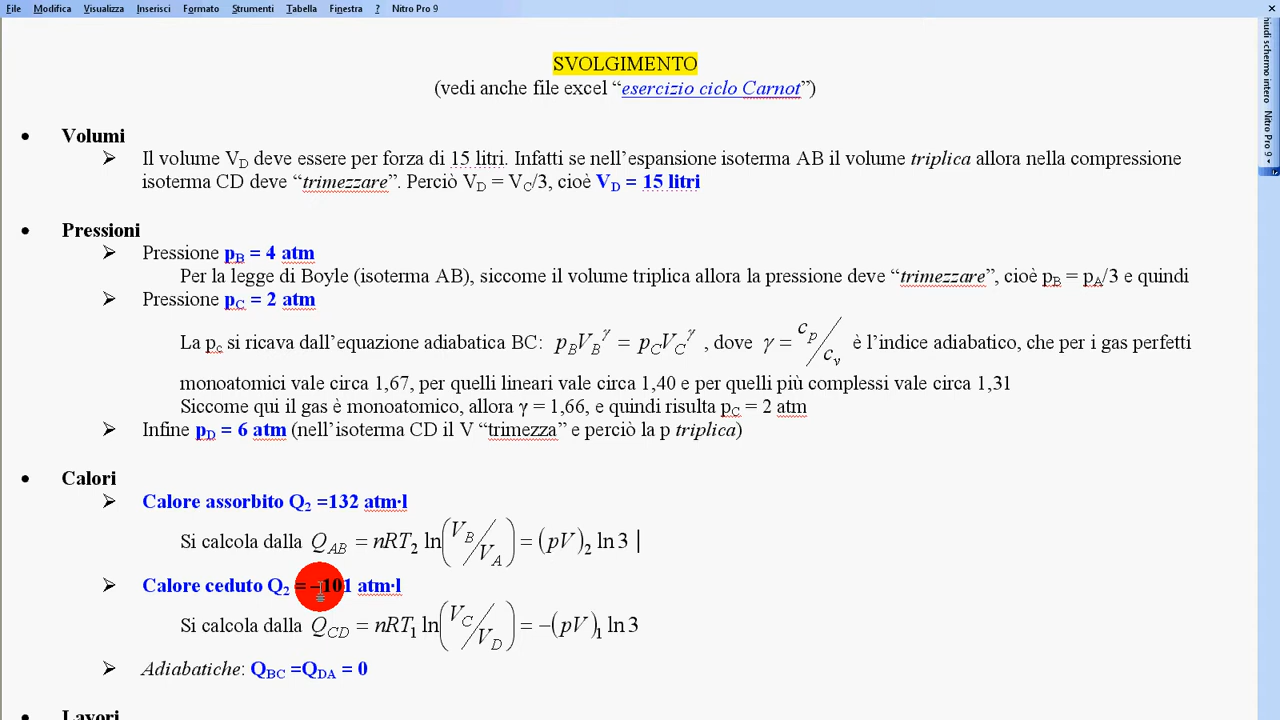 File Modifica Visualizza Inserisci Formato Strumenti Tabella Finestra ? Nitro Pro 9 ×
SVOLGIMENTO
(vedi anche file excel “esercizio ciclo Carnot”)
• Volumi
Il volume V_D deve essere per forza di 15 litri. Infatti se nell’espansione isoterma AB il volume triplica allora nella compressione
isoterma CD deve “trimezzare”. Perciò V_D = V_C/3, cioè V_D = 15 litri
• Pressioni
Pressione p_B = 4 atm
Per la legge di Boyle (isoterma AB), siccome il volume triplica allora la pressione deve “trimezzare”, cioè p_B = p_A/3 e quindi
Pressione p_C = 2 atm
La p_c si ricava dall’equazione adiabatica BC: p_B V_B^γ = p_C V_C^γ , dove γ = c_p/c_v è l’indice adiabatico, che per i gas perfetti
monoatomici vale circa 1,67, per quelli lineari vale circa 1,40 e per quelli più complessi vale circa 1,31
Siccome qui il gas è monoatomico, allora γ = 1,66, e quindi risulta p_C = 2 atm
Infine p_D = 6 atm (nell’isoterma CD il V “trimezza” e perciò la p triplica)
• Calori
Calore assorbito Q_2 =132 atm·l
Si calcola dalla Q_AB = nRT_2 ln(V_B/V_A) = (pV)_2 ln 3
Calore ceduto Q_2 = –101 atm·l
Si calcola dalla Q_CD = nRT_1 ln(V_C/V_D) = –(pV)_1 ln 3
Adiabatiche: Q_BC =Q_DA = 0
• Lavori
hiudi schermo intero Nitro Pro 9